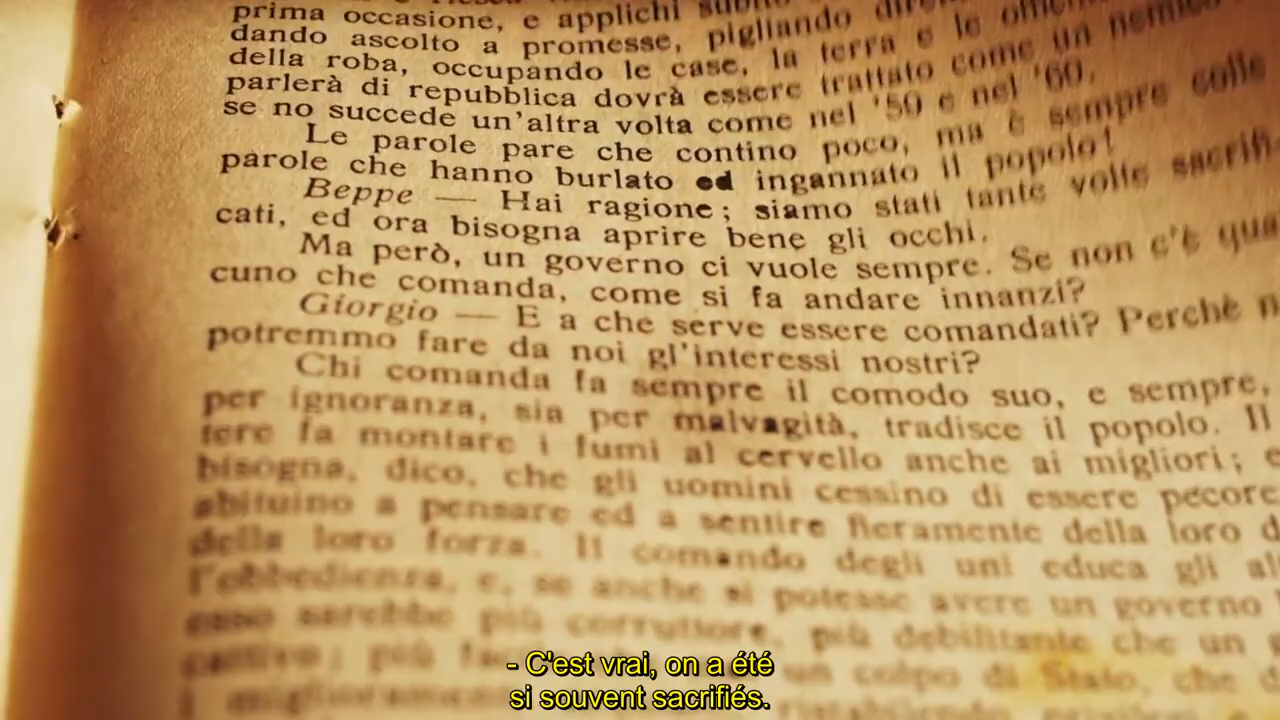 prima occasione, e applichi subito
dando ascolto a promesse, pigliando
della roba, occupando le case, la terra e le officine
parlerà di repubblica dovrà essere trattato come un nemico
se no succede un'altra volta come nel '59 e nel '60.
Le parole pare che contino poco, ma è sempre colle
parole che hanno burlato ed ingannato il popolo!
Beppe — Hai ragione; siamo stati tante volte sacrifi-
cati, ed ora bisogna aprire bene gli occhi.
Ma però, un governo ci vuole sempre. Se non c'è qual
cuno che comanda, come si fa andare innanzi?
Giorgio — E a che serve essere comandati? Perchè n
potremmo fare da noi gl'interessi nostri?
Chi comanda fa sempre il comodo suo, e sempre,
per ignoranza, sia per malvagità, tradisce il popolo. Il
tere fa montare i fumi al cervello anche ai migliori; e
bisogna, dico, che gli uomini cessino di essere pecore
abituino a pensare ed a sentire fieramente della loro d
della loro forza. Il comando degli uni educa gli al
l'obbedienza, e, se anche si potesse avere un governo
caso sarebbe più corruttore, più debilitante che un
cattivo; più un colpo di Stato, che
- C'est vrai, on a été
si souvent sacrifiés.